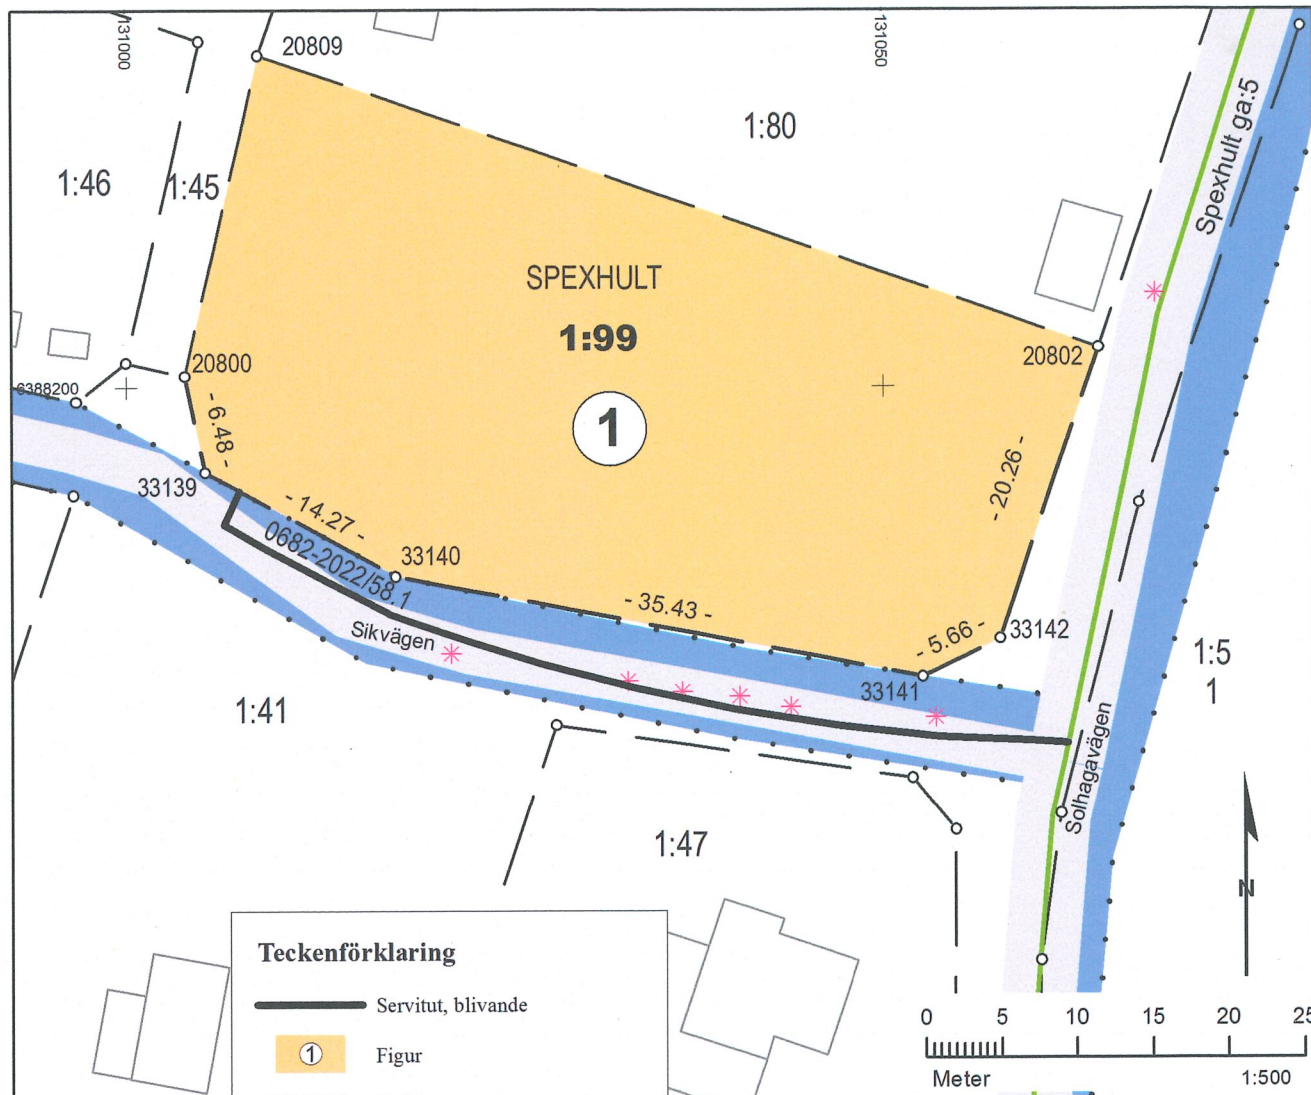 131000
131050
20809
1:80
Spexhult ga:5
1:46
1:45
SPEXHULT
1:99
1
20800
20802
6388200
- 6.48 -
33139
- 14.27 -
- 20.26 -
0682-2022/58.1
33140
- 35.43 -
Sikvägen
- 5.66 -
33142
33141
1:5
1
1:41
Solhagavägen
1:47
N
Teckenförklaring
Servitut, blivande
1
Figur
0 5 10 15 20 25
Meter
1:500